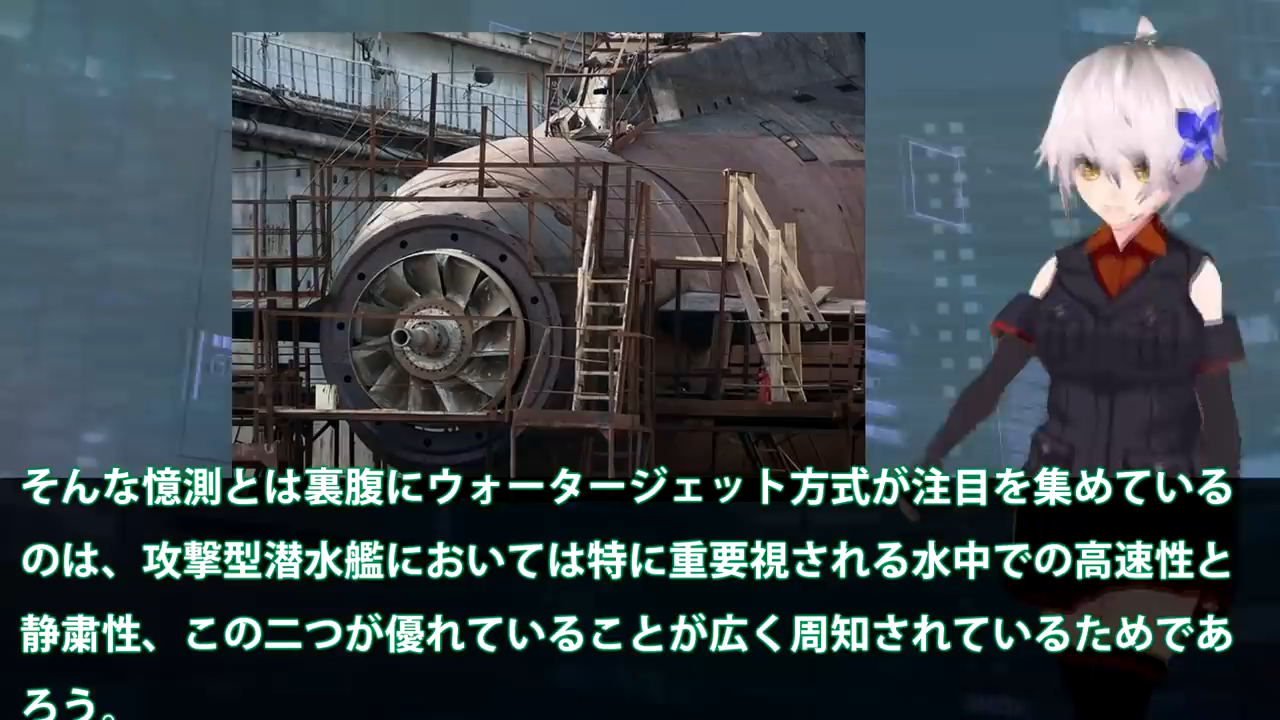 そんな憶測とは裏腹にウォータージェット方式が注目を集めている
のは、攻撃型潜水艦においては特に重要視される水中での高速性と
静粛性、この二つが優れていることが広く周知されているためであ
ろう。